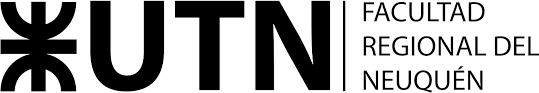 UTN
FACULTAD
REGIONAL DEL
NEUQUÉN